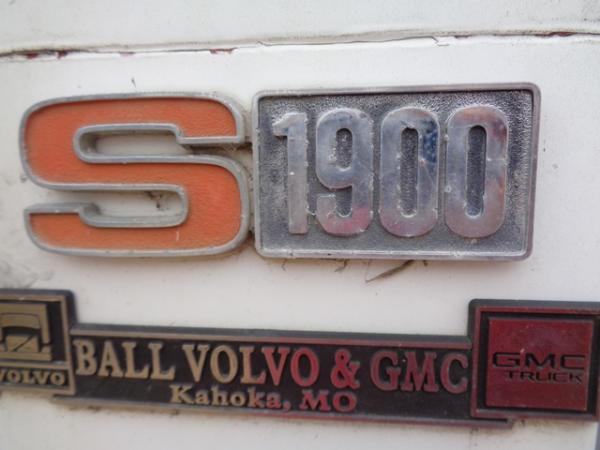 S 1900
VOLVO
BALL VOLVO & GMC
Kahoka, MO
GMC
TRUCK